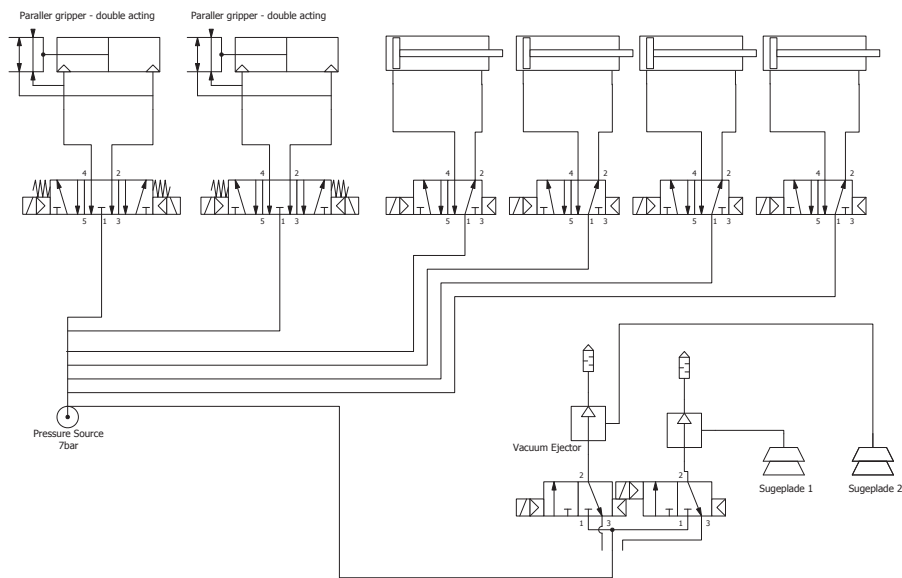 Paraller gripper - double acting
Paraller gripper - double acting
4 2
4 2
4 2
4 2
4 2
4 2
5 1 3
5 1 3
5 1 3
5 1 3
5 1 3
5 1 3
Pressure Source
7bar
Vacuum Ejector
Sugeplade 1
Sugeplade 2
2
2
1 3
1 3